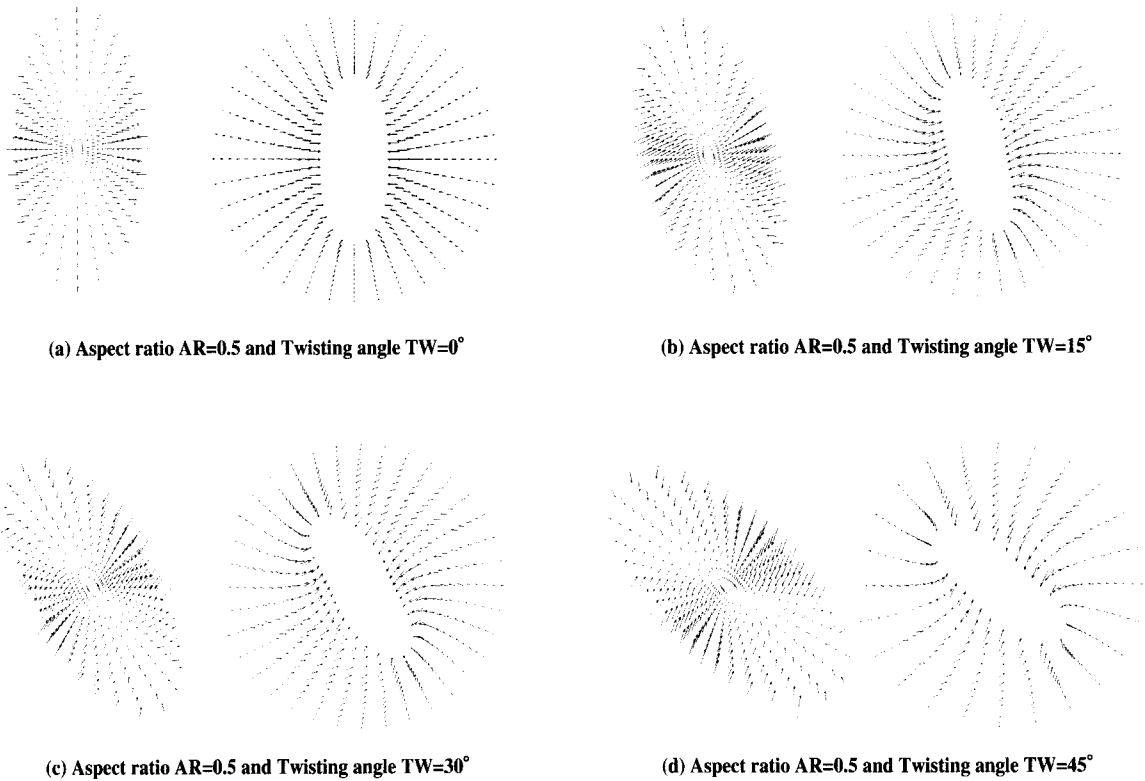 (a) Aspect ratio AR=0.5 and Twisting angle TW=0°
(b) Aspect ratio AR=0.5 and Twisting angle TW=15°
(c) Aspect ratio AR=0.5 and Twisting angle TW=30°
(d) Aspect ratio AR=0.5 and Twisting angle TW=45°